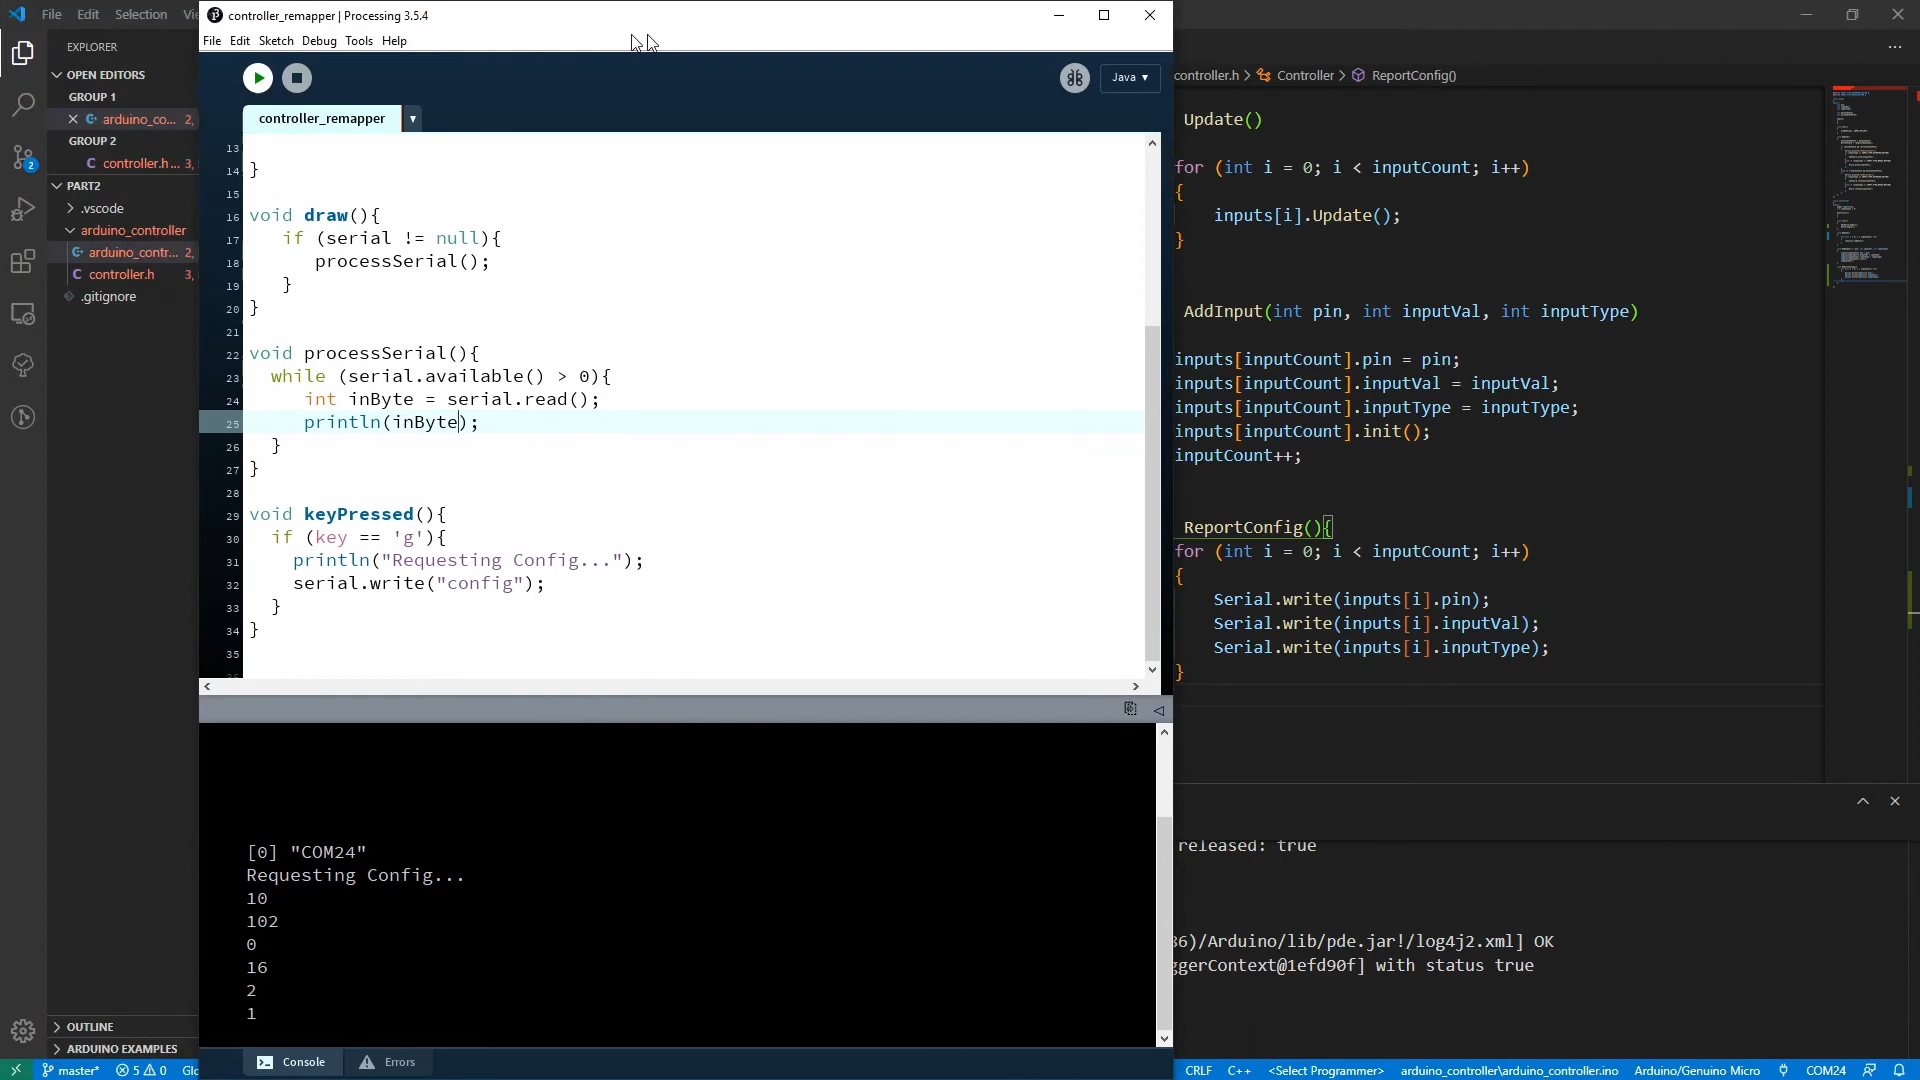 File Edit Selection Vi
controller_remapper | Processing 3.5.4
File Edit Sketch Debug Tools Help
Java ▾
controller_remapper
EXPLORER
OPEN EDITORS
GROUP 1
arduino_co... 2,
GROUP 2
controller.h... 3,
PART2
.vscode
arduino_controller
arduino_contr... 2,
controller.h 3,
.gitignore
OUTLINE
ARDUINO EXAMPLES
13
14 }
15
16 void draw(){
17 if (serial != null){
18 processSerial();
19 }
20 }
21
22 void processSerial(){
23 while (serial.available() > 0){
24 int inByte = serial.read();
25 println(inByte);
26 }
27 }
28
29 void keyPressed(){
30 if (key == 'g'){
31 println("Requesting Config...");
32 serial.write("config");
33 }
34 }
35
[0] "COM24"
Requesting Config...
10
102
0
16
2
1
Console Errors
controller.h > Controller > ReportConfig()
Update()
for (int i = 0; i < inputCount; i++)
{
inputs[i].Update();
}
AddInput(int pin, int inputVal, int inputType)
inputs[inputCount].pin = pin;
inputs[inputCount].inputVal = inputVal;
inputs[inputCount].inputType = inputType;
inputs[inputCount].init();
inputCount++;
ReportConfig(){
for (int i = 0; i < inputCount; i++)
{
Serial.write(inputs[i].pin);
Serial.write(inputs[i].inputVal);
Serial.write(inputs[i].inputType);
}
released: true
36)/Arduino/lib/pde.jar!/log4j2.xml] OK
ggerContext@1efd90f] with status true
master* 5 0 Glo
CRLF C++ <Select Programmer> arduino_controller\arduino_controller.ino Arduino/Genuino Micro COM24